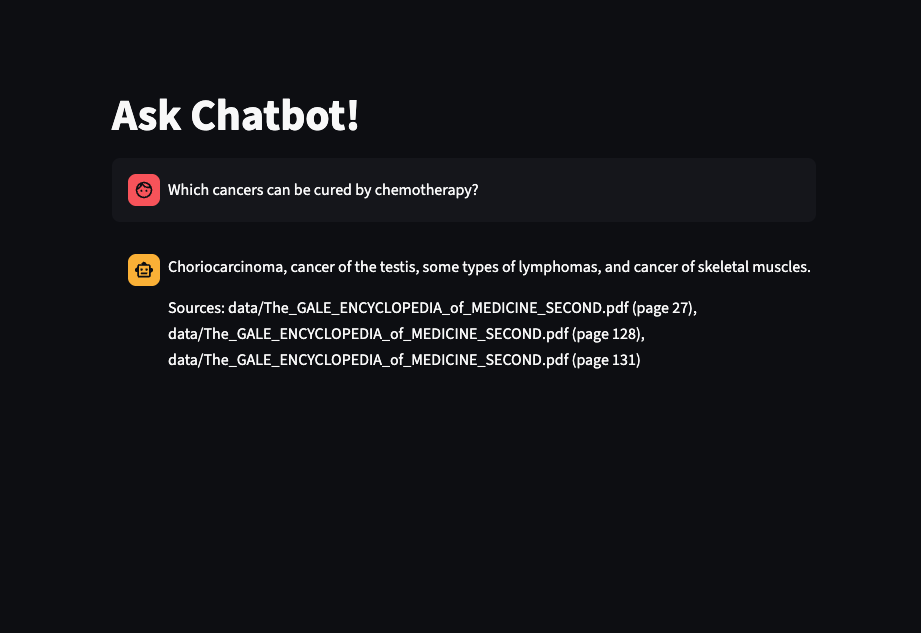 Ask Chatbot!
Which cancers can be cured by chemotherapy?
Choriocarcinoma, cancer of the testis, some types of lymphomas, and cancer of skeletal muscles.
Sources: data/The_GALE_ENCYCLOPEDIA_of_MEDICINE_SECOND.pdf (page 27),
data/The_GALE_ENCYCLOPEDIA_of_MEDICINE_SECOND.pdf (page 128),
data/The_GALE_ENCYCLOPEDIA_of_MEDICINE_SECOND.pdf (page 131)